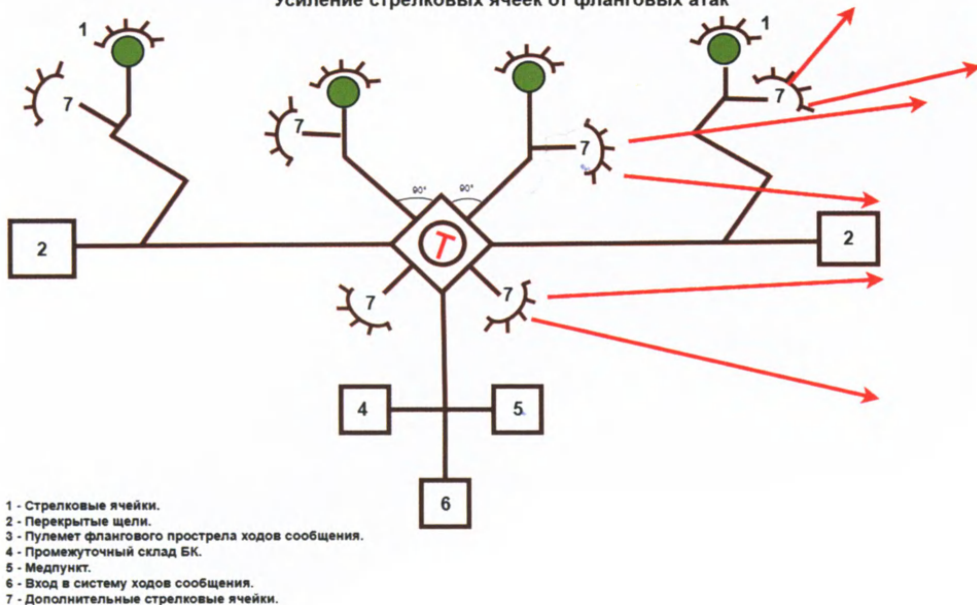 Усиление стрелковых ячеек от фланговых атак
1
1
7
7
7
7
90°
90°
2
T
2
7
7
4
5
6
1 - Стрелковые ячейки.
2 - Перекрытые щели.
3 - Пулемет флангового прострела ходов сообщения.
4 - Промежуточный склад БК.
5 - Медпункт.
6 - Вход в систему ходов сообщения.
7 - Дополнительные стрелковые ячейки.